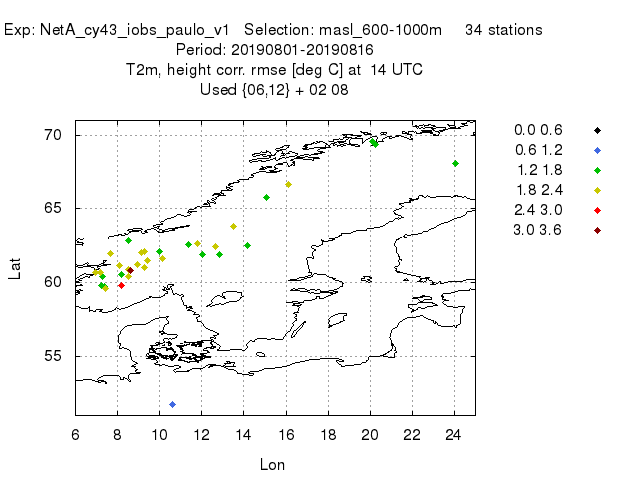 Exp: NetA_cy43_iobs_paulo_v1 Selection: masl_600-1000m 34 stations
Period: 20190801-20190816
T2m, height corr. rmse [deg C] at 14 UTC
Used {06,12} + 02 08
70
65
60
55
Lat
6 8 10 12 14 16 18 20 22 24
Lon
0.0 0.6
0.6 1.2
1.2 1.8
1.8 2.4
2.4 3.0
3.0 3.6